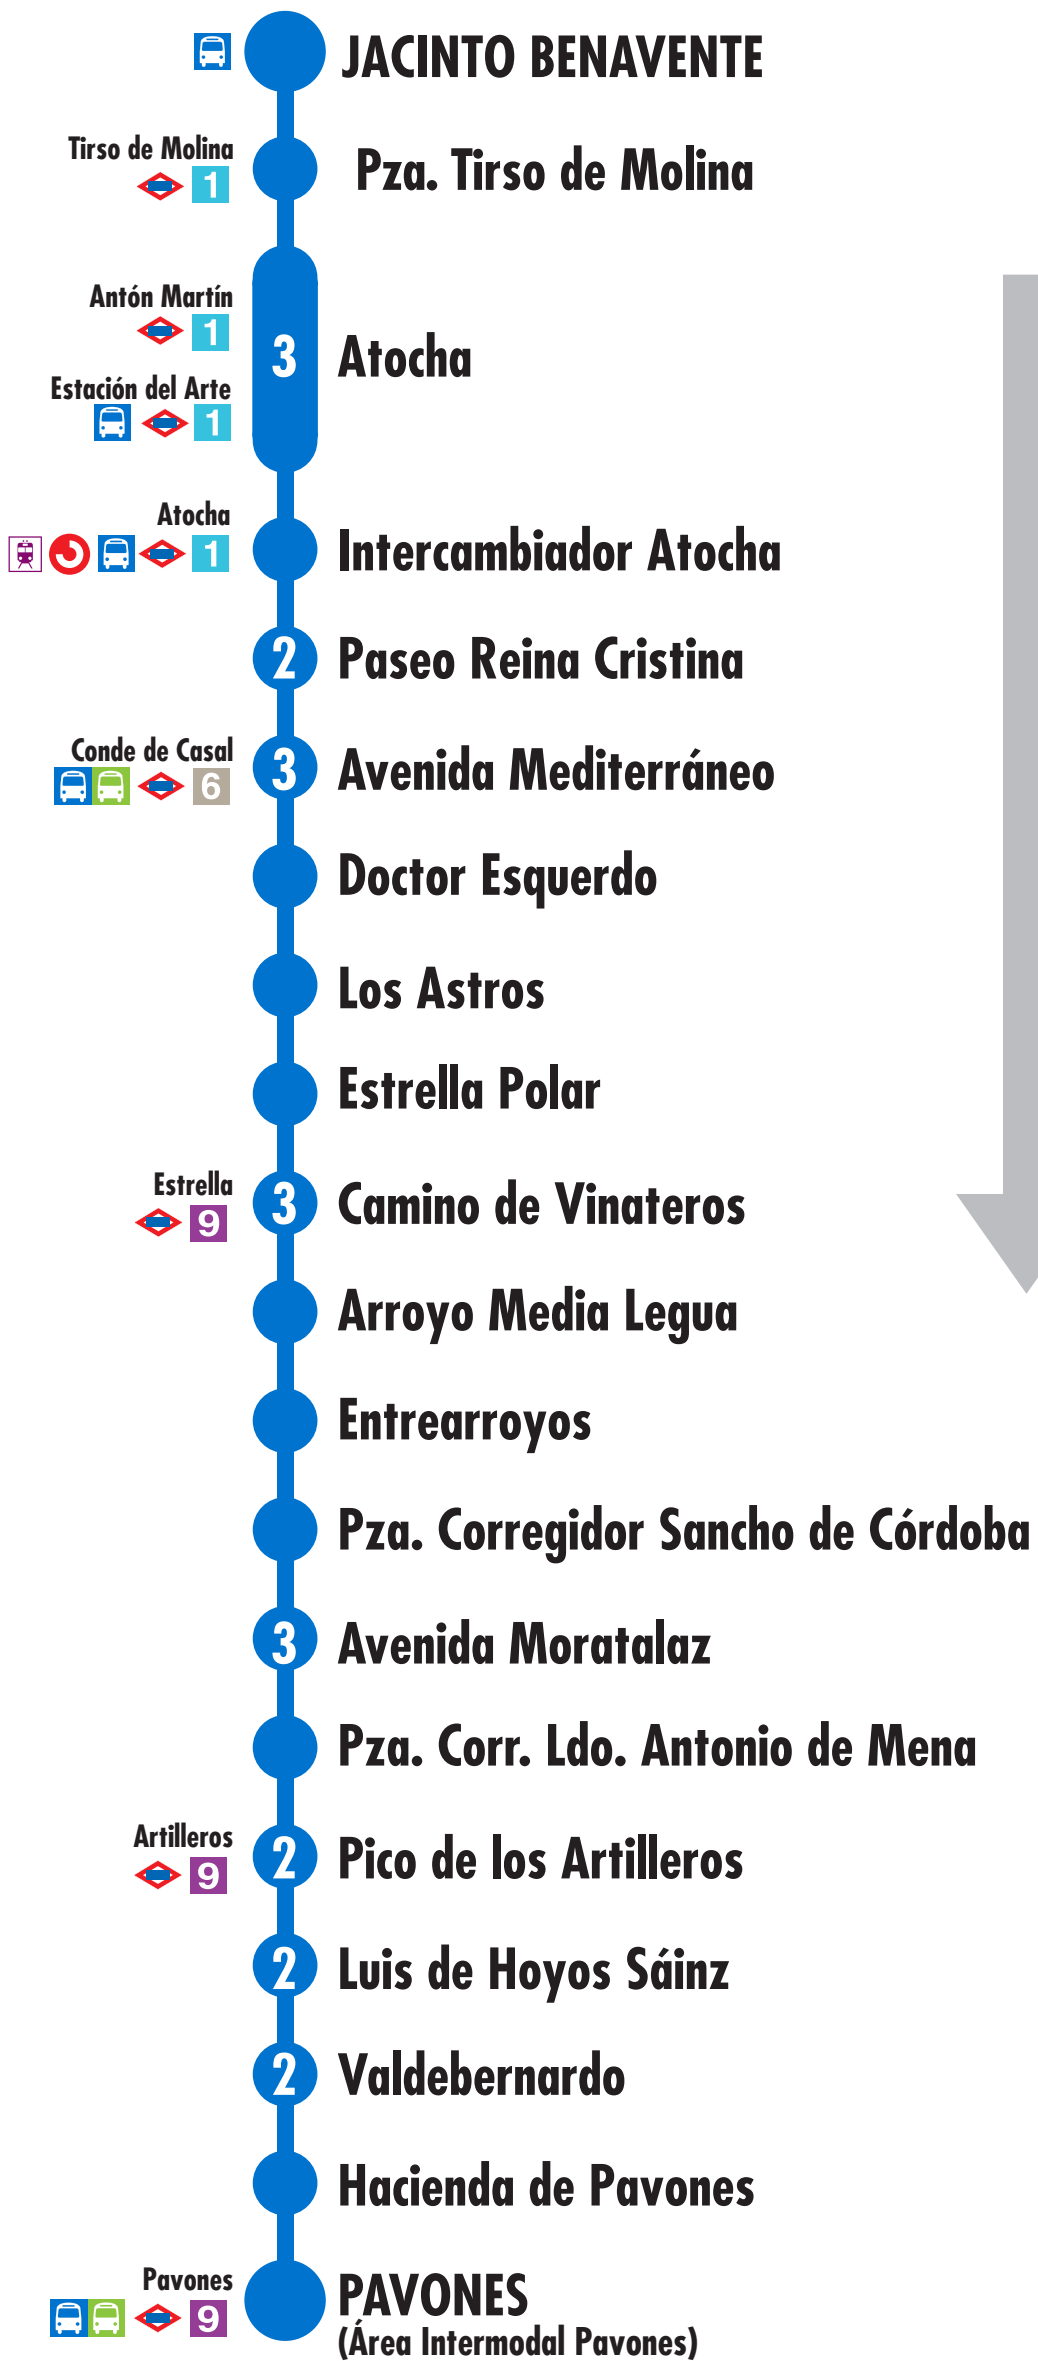 JACINTO BENAVENTE
Tirso de Molina
1
Pza. Tirso de Molina
Antón Martín
1
3
Atocha
Estación del Arte
1
Atocha
1
Intercambiador Atocha
2
Paseo Reina Cristina
Conde de Casal
6
3
Avenida Mediterráneo
Doctor Esquerdo
Los Astros
Estrella Polar
Estrella
9
3
Camino de Vinateros
Arroyo Media Legua
Entrearroyos
Pza. Corregidor Sancho de Córdoba
3
Avenida Moratalaz
Pza. Corr. Ldo. Antonio de Mena
Artilleros
9
2
Pico de los Artilleros
2
Luis de Hoyos Sáinz
2
Valdebernardo
Hacienda de Pavones
Pavones
9
PAVONES
(Área Intermodal Pavones)